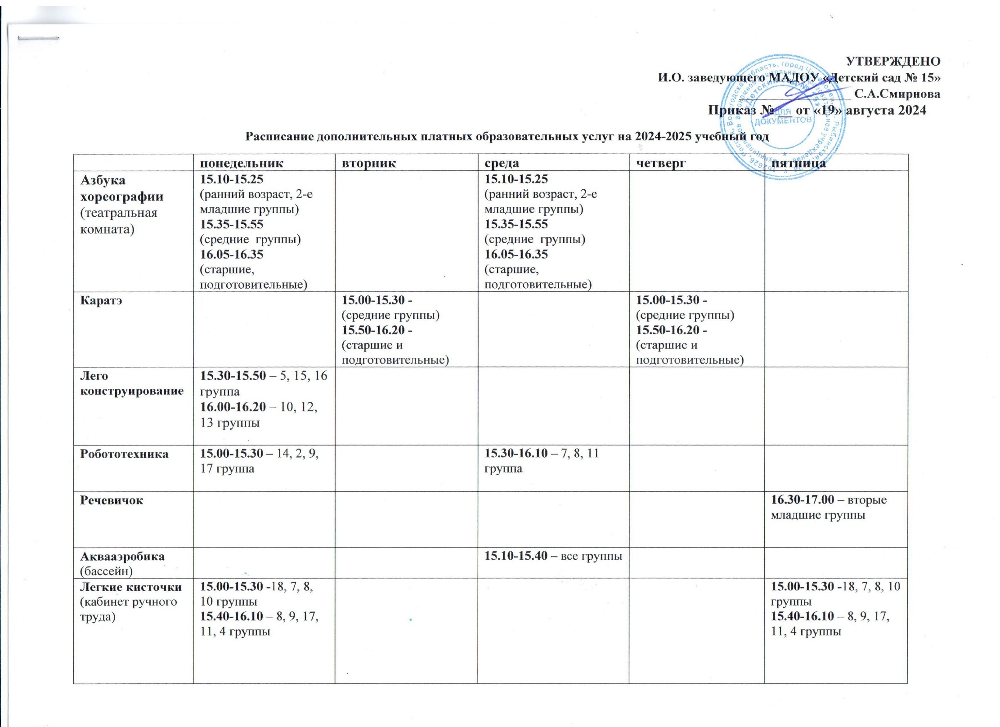 УТВЕРЖДЕНО
И.О. заведующего МАДОУ «Детский сад № 15»
________________ С.А.Смирнова
Приказ № __ от «19» августа 2024
ДЛЯ
ДОКУМЕНТОВ
Расписание дополнительных платных образовательных услуг на 2024-2025 учебный год
понедельник вторник среда четверг пятница
Азбука
хореографии
(театральная
комната)
15.10-15.25
(ранний возраст, 2-е
младшие группы)
15.35-15.55
(средние группы)
16.05-16.35
(старшие,
подготовительные)
15.10-15.25
(ранний возраст, 2-е
младшие группы)
15.35-15.55
(средние группы)
16.05-16.35
(старшие,
подготовительные)
Каратэ
15.00-15.30 -
(средние группы)
15.50-16.20 -
(старшие и
подготовительные)
15.00-15.30 -
(средние группы)
15.50-16.20 -
(старшие и
подготовительные)
Лего
конструирование
15.30-15.50 – 5, 15, 16
группа
16.00-16.20 – 10, 12,
13 группы
Робототехника
15.00-15.30 – 14, 2, 9,
17 группа
15.30-16.10 – 7, 8, 11
группа
Речевичок
16.30-17.00 – вторые
младшие группы
Аквааэробика
(бассейн)
15.10-15.40 – все группы
Легкие кисточки
(кабинет ручного
труда)
15.00-15.30 -18, 7, 8,
10 группы
15.40-16.10 – 8, 9, 17,
11, 4 группы
15.00-15.30 -18, 7, 8, 10
группы
15.40-16.10 – 8, 9, 17,
11, 4 группы